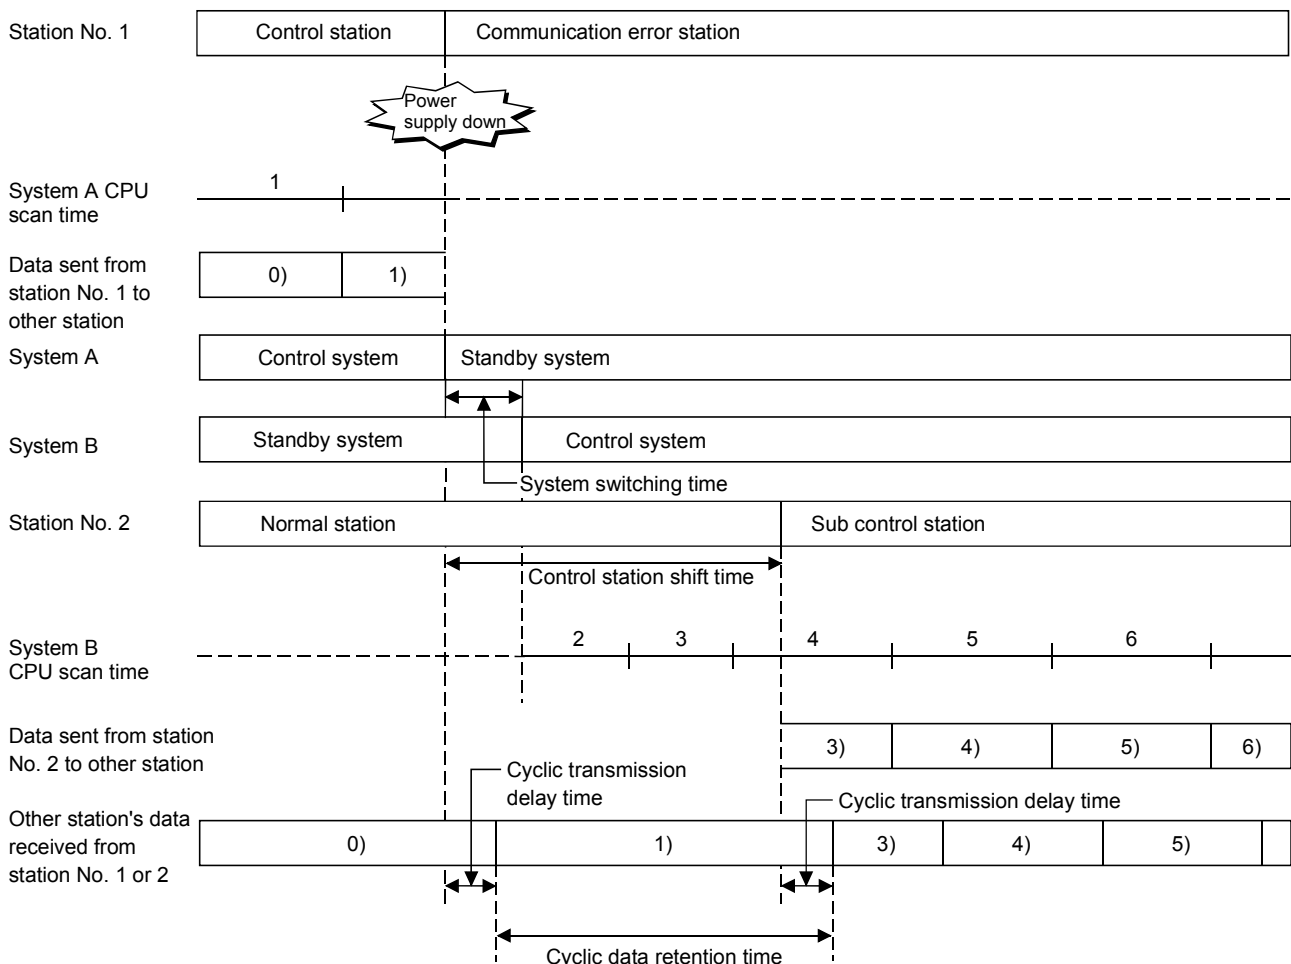 Station No. 1
Control station
Communication error station
Power
supply down
System A CPU
scan time
1
Data sent from
station No. 1 to
other station
0)
1)
System A
Control system
Standby system
System B
Standby system
Control system
System switching time
Station No. 2
Normal station
Sub control station
Control station shift time
System B
CPU scan time
2
3
4
5
6
Data sent from station
No. 2 to other station
3)
4)
5)
6)
Cyclic transmission
delay time
Cyclic transmission delay time
Other station's data
received from
station No. 1 or 2
0)
1)
3)
4)
5)
Cyclic data retention time